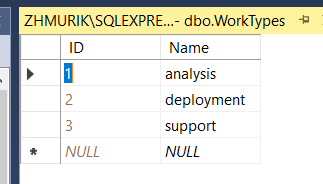 ZHMURIK\SQLEXPRE...- dbo.WorkTypes
ID Name
1 analysis
2 deployment
3 support
* NULL NULL